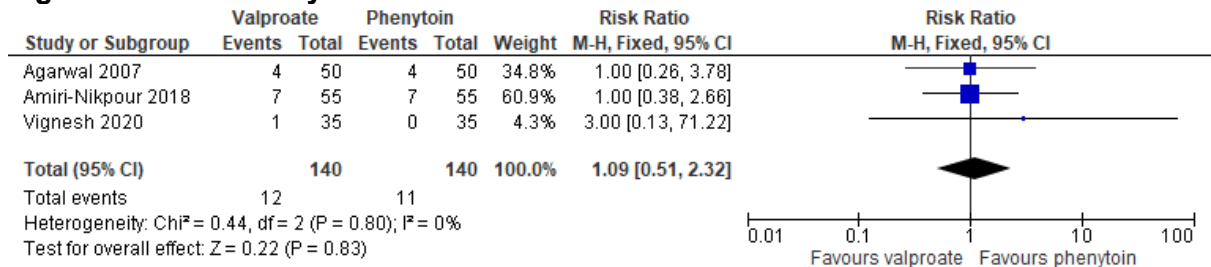 Valproate Phenytoin Risk Ratio Risk Ratio
Study or Subgroup Events Total Events Total Weight M-H, Fixed, 95% CI M-H, Fixed, 95% CI
Agarwal 2007 4 50 4 50 34.8% 1.00 [0.26, 3.78]
Amiri-Nikpour 2018 7 55 7 55 60.9% 1.00 [0.38, 2.66]
Vignesh 2020 1 35 0 35 4.3% 3.00 [0.13, 71.22]
Total (95% CI) 140 140 100.0% 1.09 [0.51, 2.32]
Total events 12 11
Heterogeneity: Chi² = 0.44, df = 2 (P = 0.80); I² = 0%
Test for overall effect: Z = 0.22 (P = 0.83)
0.01 0.1 1 10 100
Favours valproate Favours phenytoin